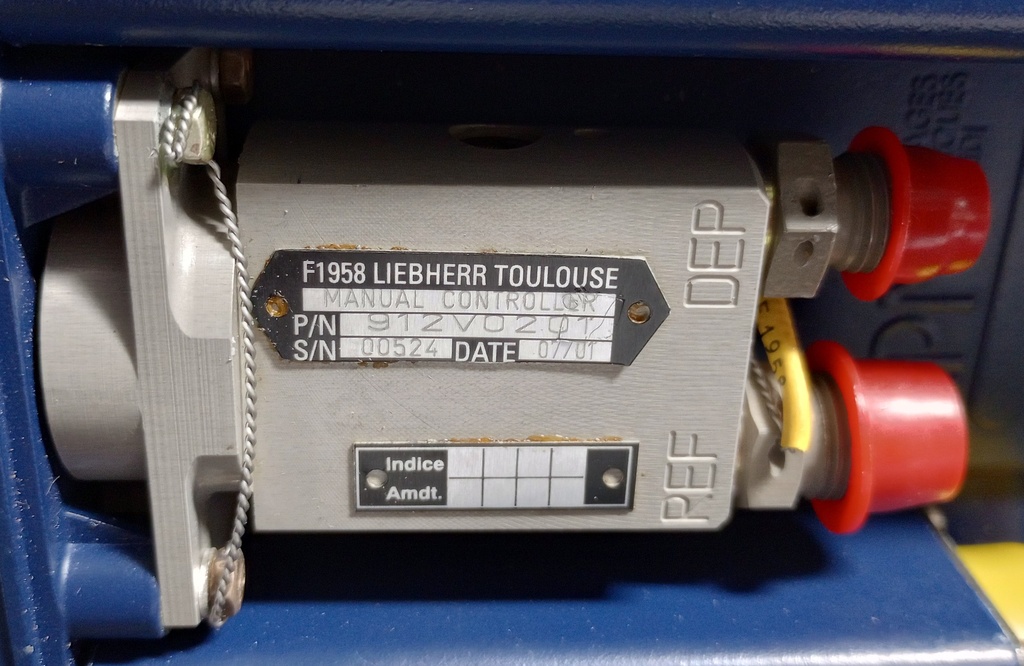 F1958 LIEBHERR TOULOUSE
MANUAL CONTROLLER
P/N 912V0201
S/N 00524 DATE 07/01
Indice
Amdt.
DEP
REF